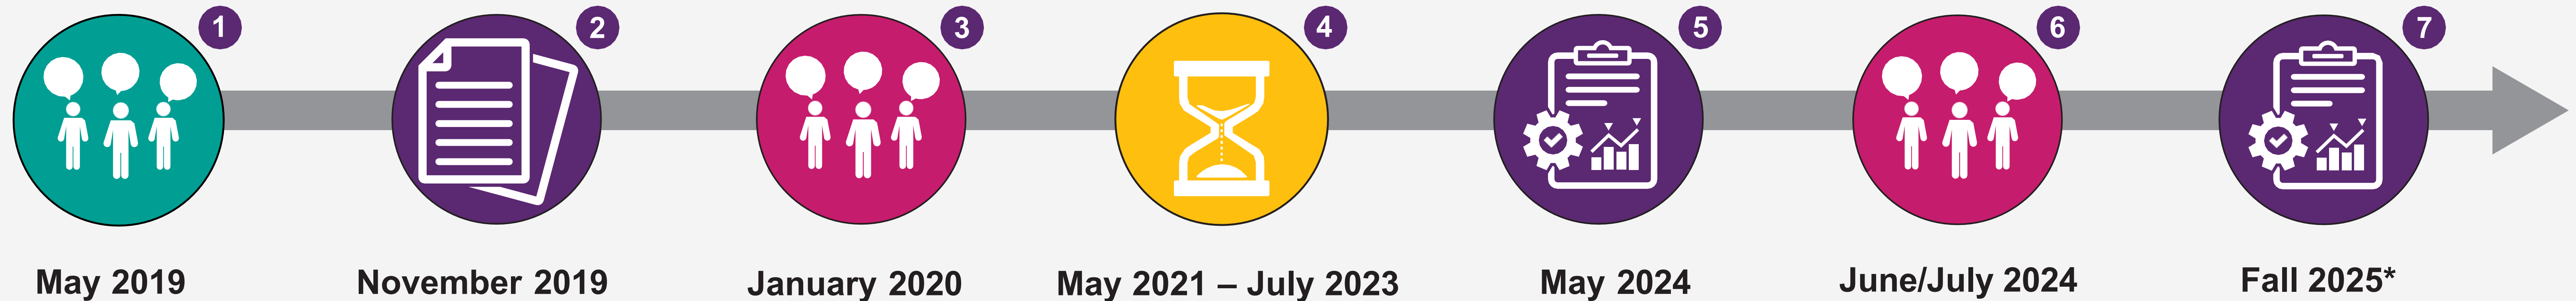 1
2
3
4
5
6
7
May 2019
November 2019
January 2020
May 2021 – July 2023
May 2024
June/July 2024
Fall 2025*